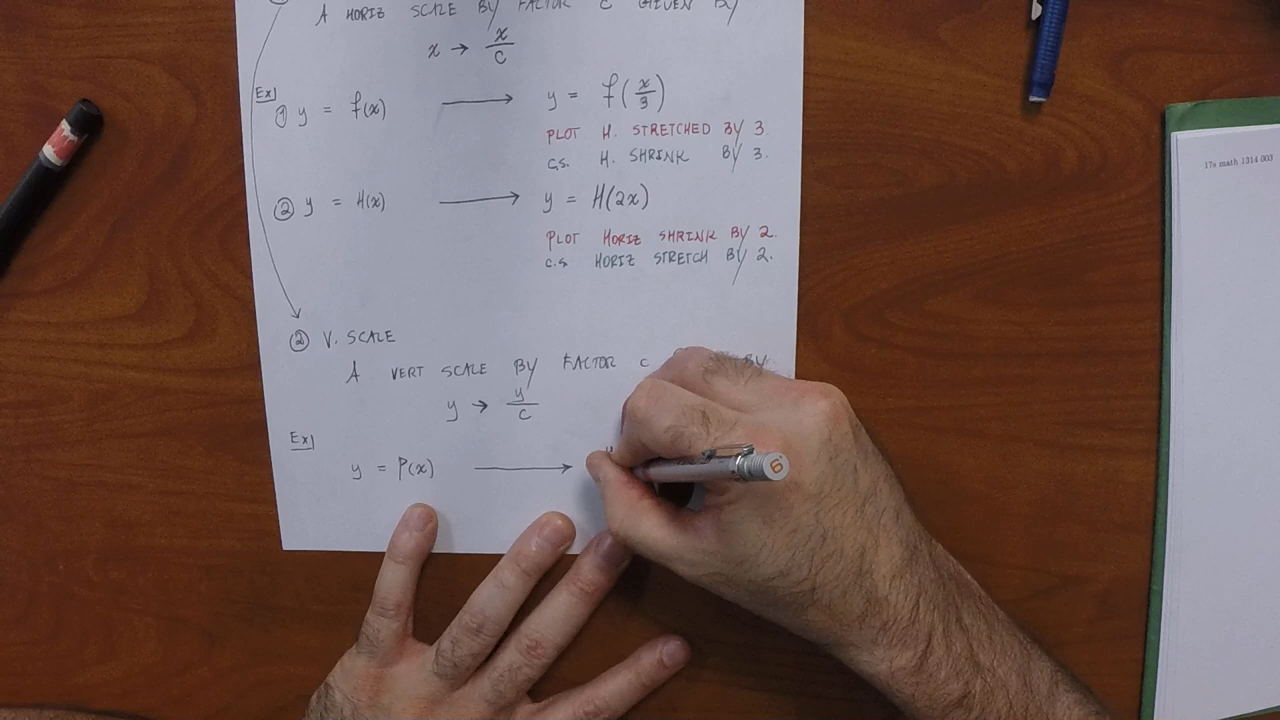 A HORIZ SCALE BY FACTOR C GIVEN BY
x → x/c
Ex)
① y = f(x) → y = f(x/3)
PLOT H. STRETCHED BY 3.
C.S. H. SHRINK BY 3.
② y = H(x) → y = H(2x)
PLOT HORIZ SHRINK BY 2.
C.S. HORIZ STRETCH BY 2.
② V. SCALE
A VERT SCALE BY FACTOR C BY
y → y/c
Ex)
y = P(x) →
17s math 1314 003
6